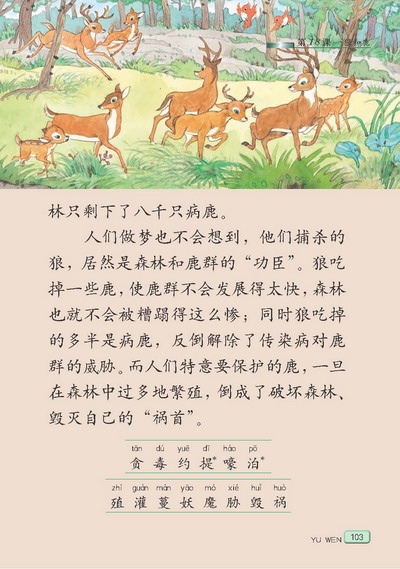 第18课 狼和鹿
林只剩下了八千只病鹿。
人们做梦也不会想到，他们捕杀的
狼，居然是森林和鹿群的“功臣”。狼吃
掉一些鹿，使鹿群不会发展得太快，森林
也就不会被糟蹋得这么惨；同时狼吃掉
的多半是病鹿，反倒解除了传染病对鹿
群的威胁。而人们特意要保护的鹿，一旦
在森林中过多地繁殖，倒成了破坏森林、
毁灭自己的“祸首”。
tān dú yuē dī háo pō
贪 毒 约 提* 嚎 泊*
zhí guàn màn yāo mó xié huǐ huò
殖 灌 蔓 妖 魔 胁 毁 祸
YU WEN 103